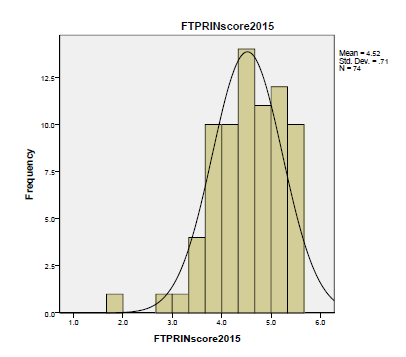 FTPRINscore2015
Mean = 4.52
Std. Dev. = .71
N = 74
12.5
10.0
7.5
5.0
2.5
0.0
Frequency
1.0 2.0 3.0 4.0 5.0 6.0
FTPRINscore2015